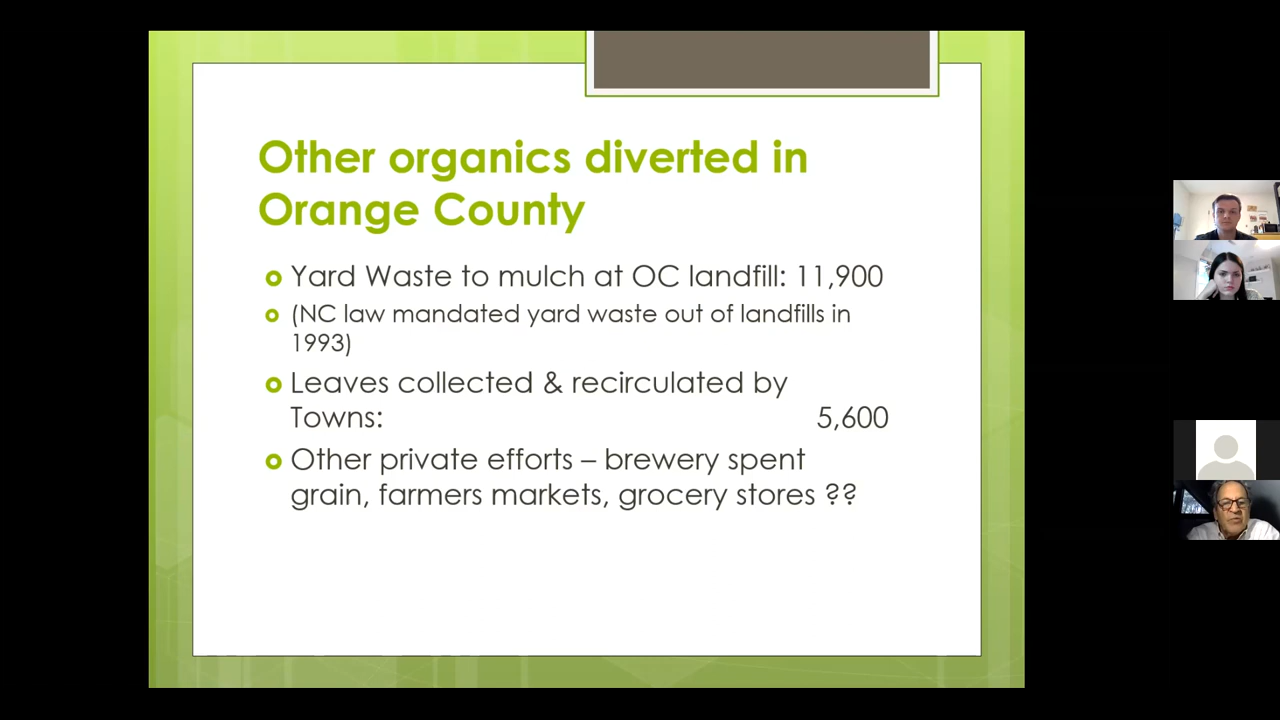 Other organics diverted in
Orange County
Yard Waste to mulch at OC landfill: 11,900
(NC law mandated yard waste out of landfills in
1993)
Leaves collected & recirculated by
Towns: 5,600
Other private efforts – brewery spent
grain, farmers markets, grocery stores ??